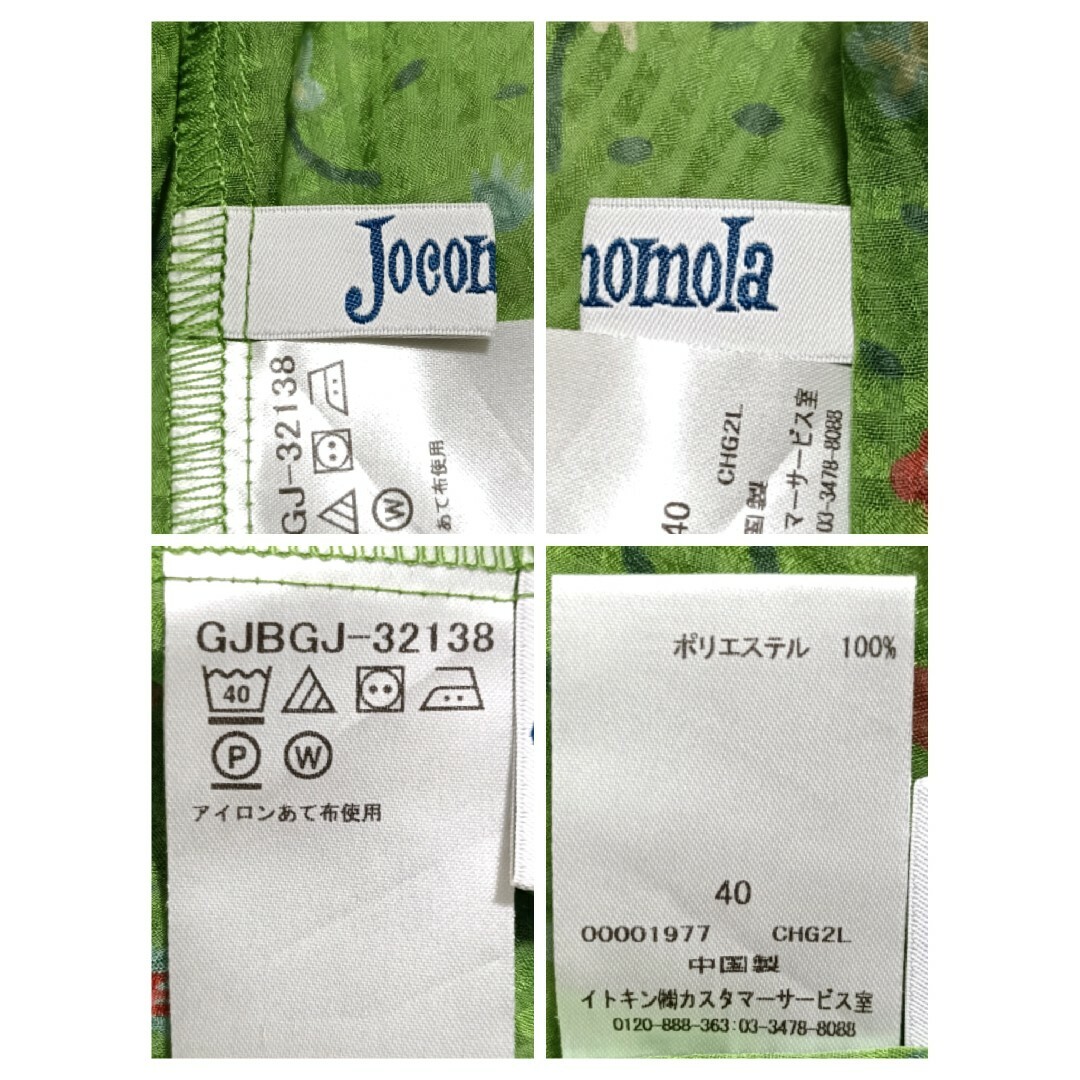 Jocom
nomola
GJ-32138
W
あて布使用
40
CHG2L
国製
マーサービス室
03-3478-8088
GJBGJ-32138
40
P W
アイロンあて布使用
ポリエステル 100%
40
00001977 CHG2L
中国製
イトキン㈱カスタマーサービス室
0120-888-363:03-3478-8088